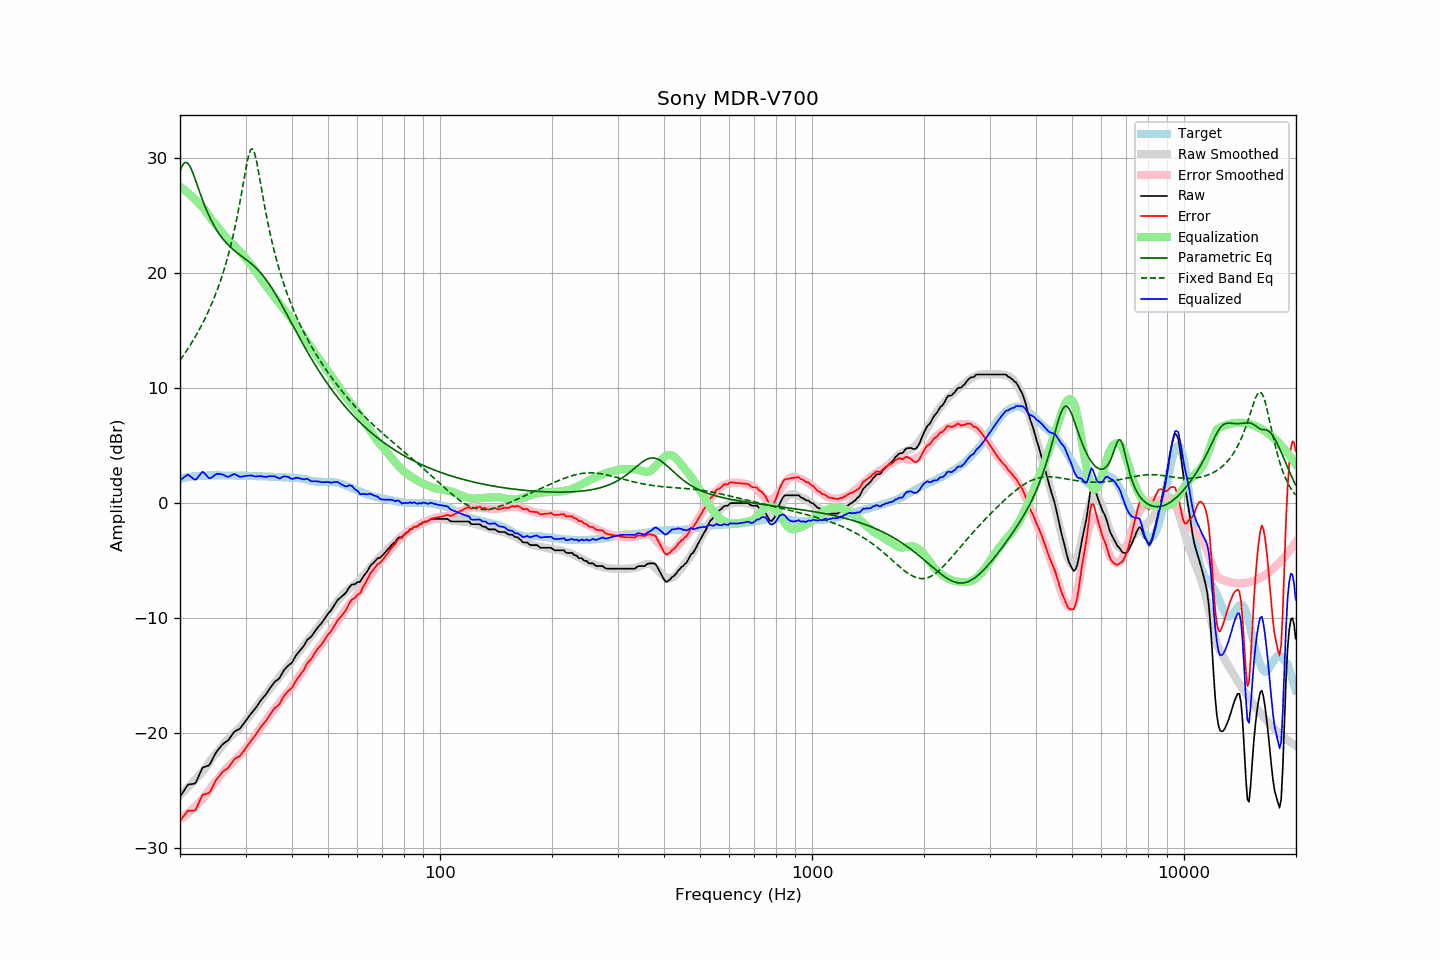 Sony MDR-V700
Amplitude (dBr)
30
20
10
0
−10
−20
−30
100
1000
10000
Frequency (Hz)
Target
Raw Smoothed
Error Smoothed
Raw
Error
Equalization
Parametric Eq
Fixed Band Eq
Equalized